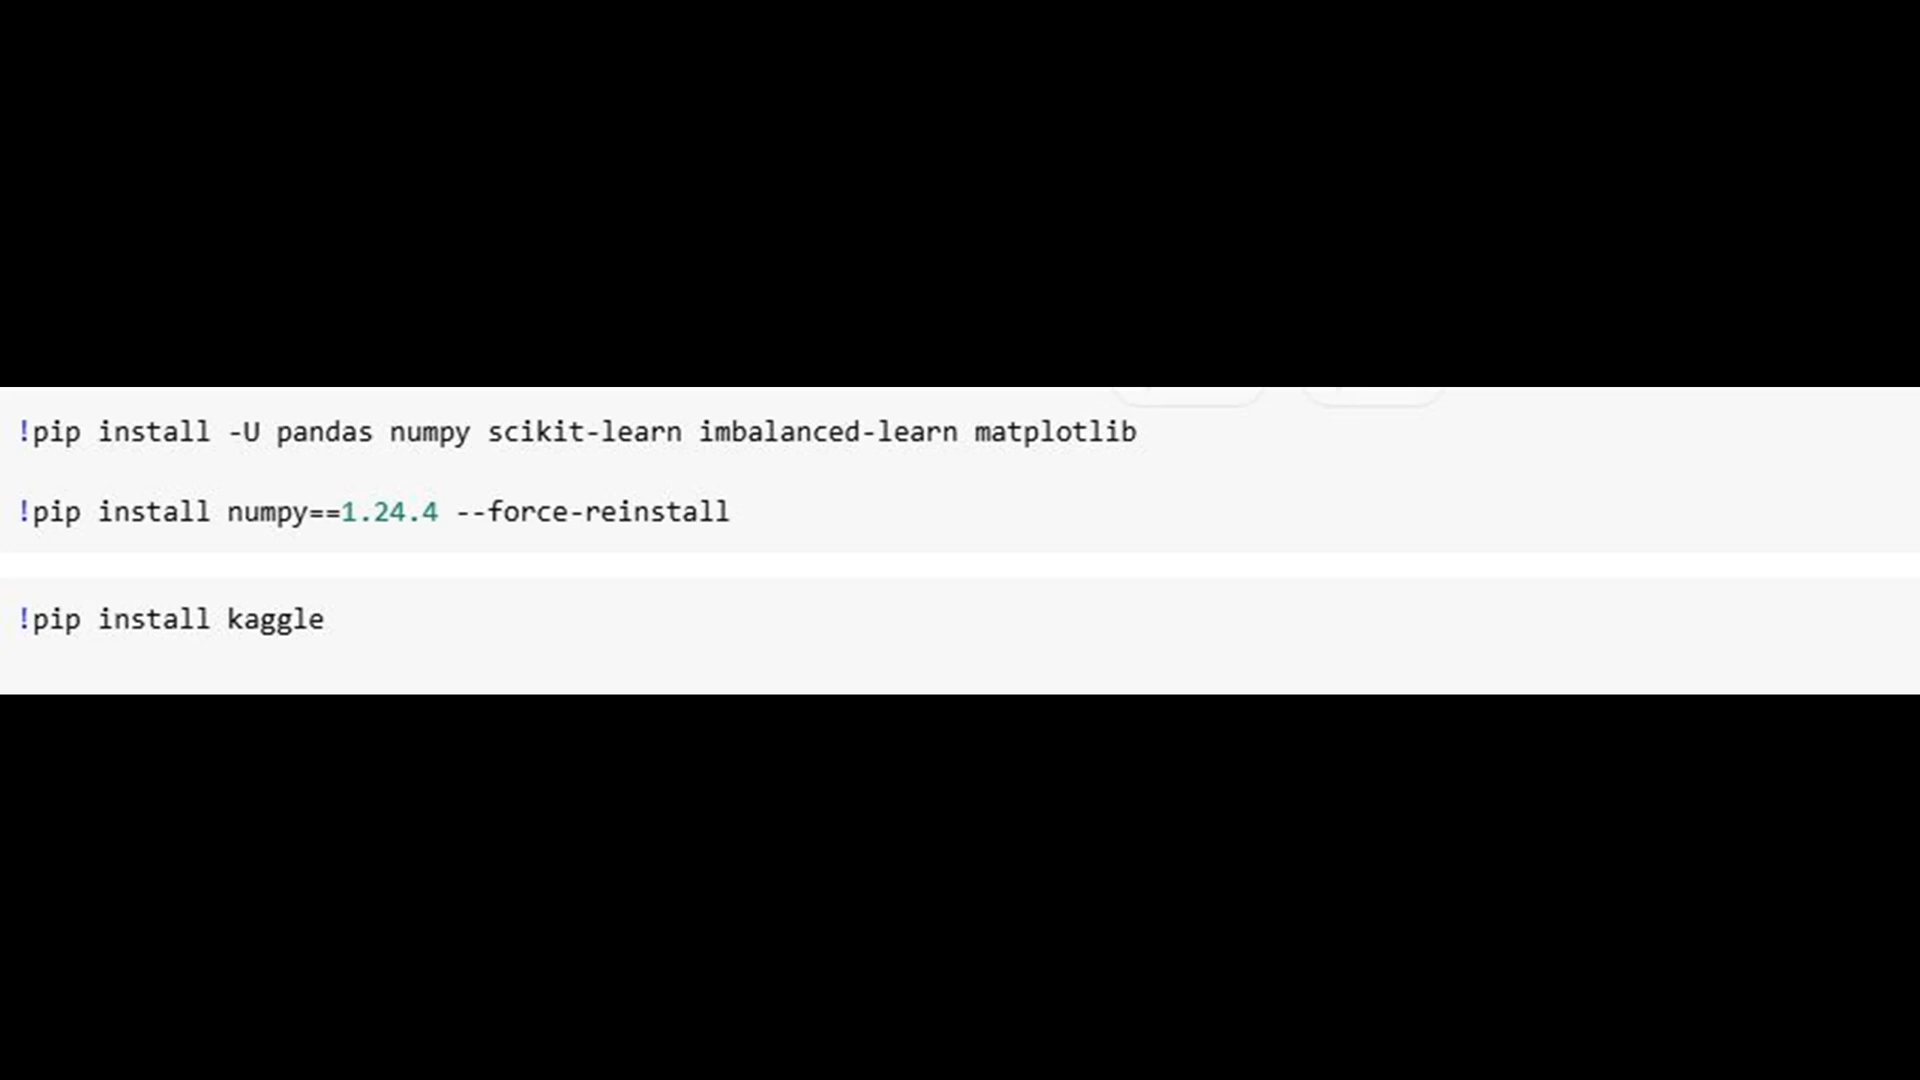 !pip install -U pandas numpy scikit-learn imbalanced-learn matplotlib
!pip install numpy==1.24.4 --force-reinstall
!pip install kaggle